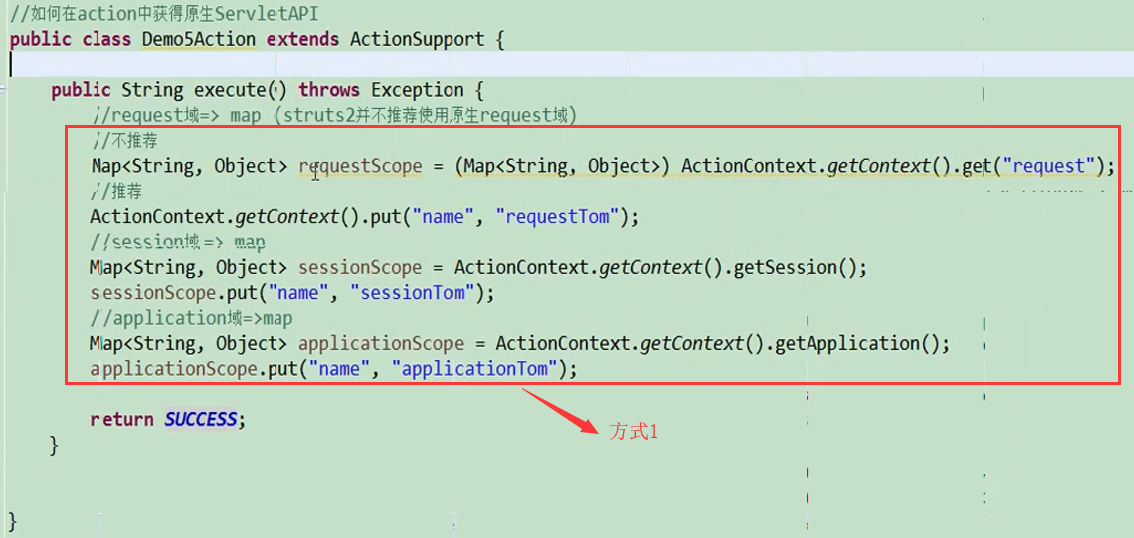 //如何在action中获得原生ServletAPI
public class Demo5Action extends ActionSupport {
public String execute() throws Exception {
//request域=> map (struts2并不推荐使用原生request域)
//不推荐
Map<String, Object> requestScope = (Map<String, Object>) ActionContext.getContext().get("request");
//推荐
ActionContext.getContext().put("name", "requestTom");
//session域 => map
Map<String, Object> sessionScope = ActionContext.getContext().getSession();
sessionScope.put("name", "sessionTom");
//application域=>map
Map<String, Object> applicationScope = ActionContext.getContext().getApplication();
applicationScope.put("name", "applicationTom");
return SUCCESS;
方式1
}
}